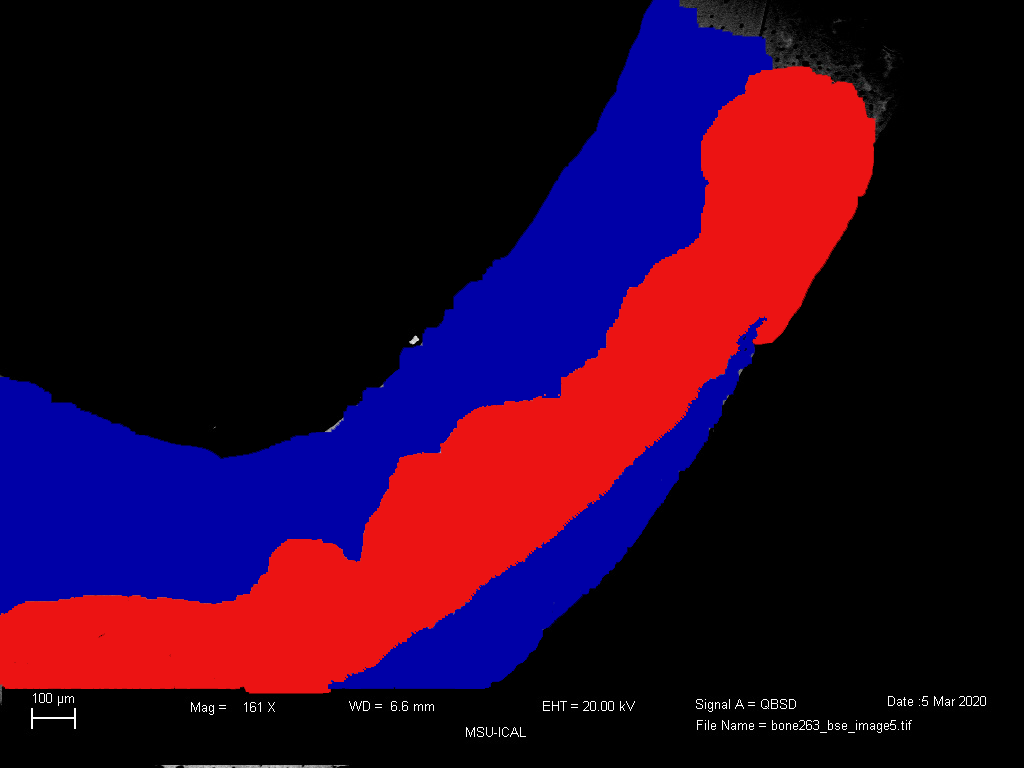 100 µm
Mag = 161 X
WD = 6.6 mm
EHT = 20.00 kV
Signal A = QBSD
Date :5 Mar 2020
File Name = bone263_bse_image5.tif
MSU-ICAL